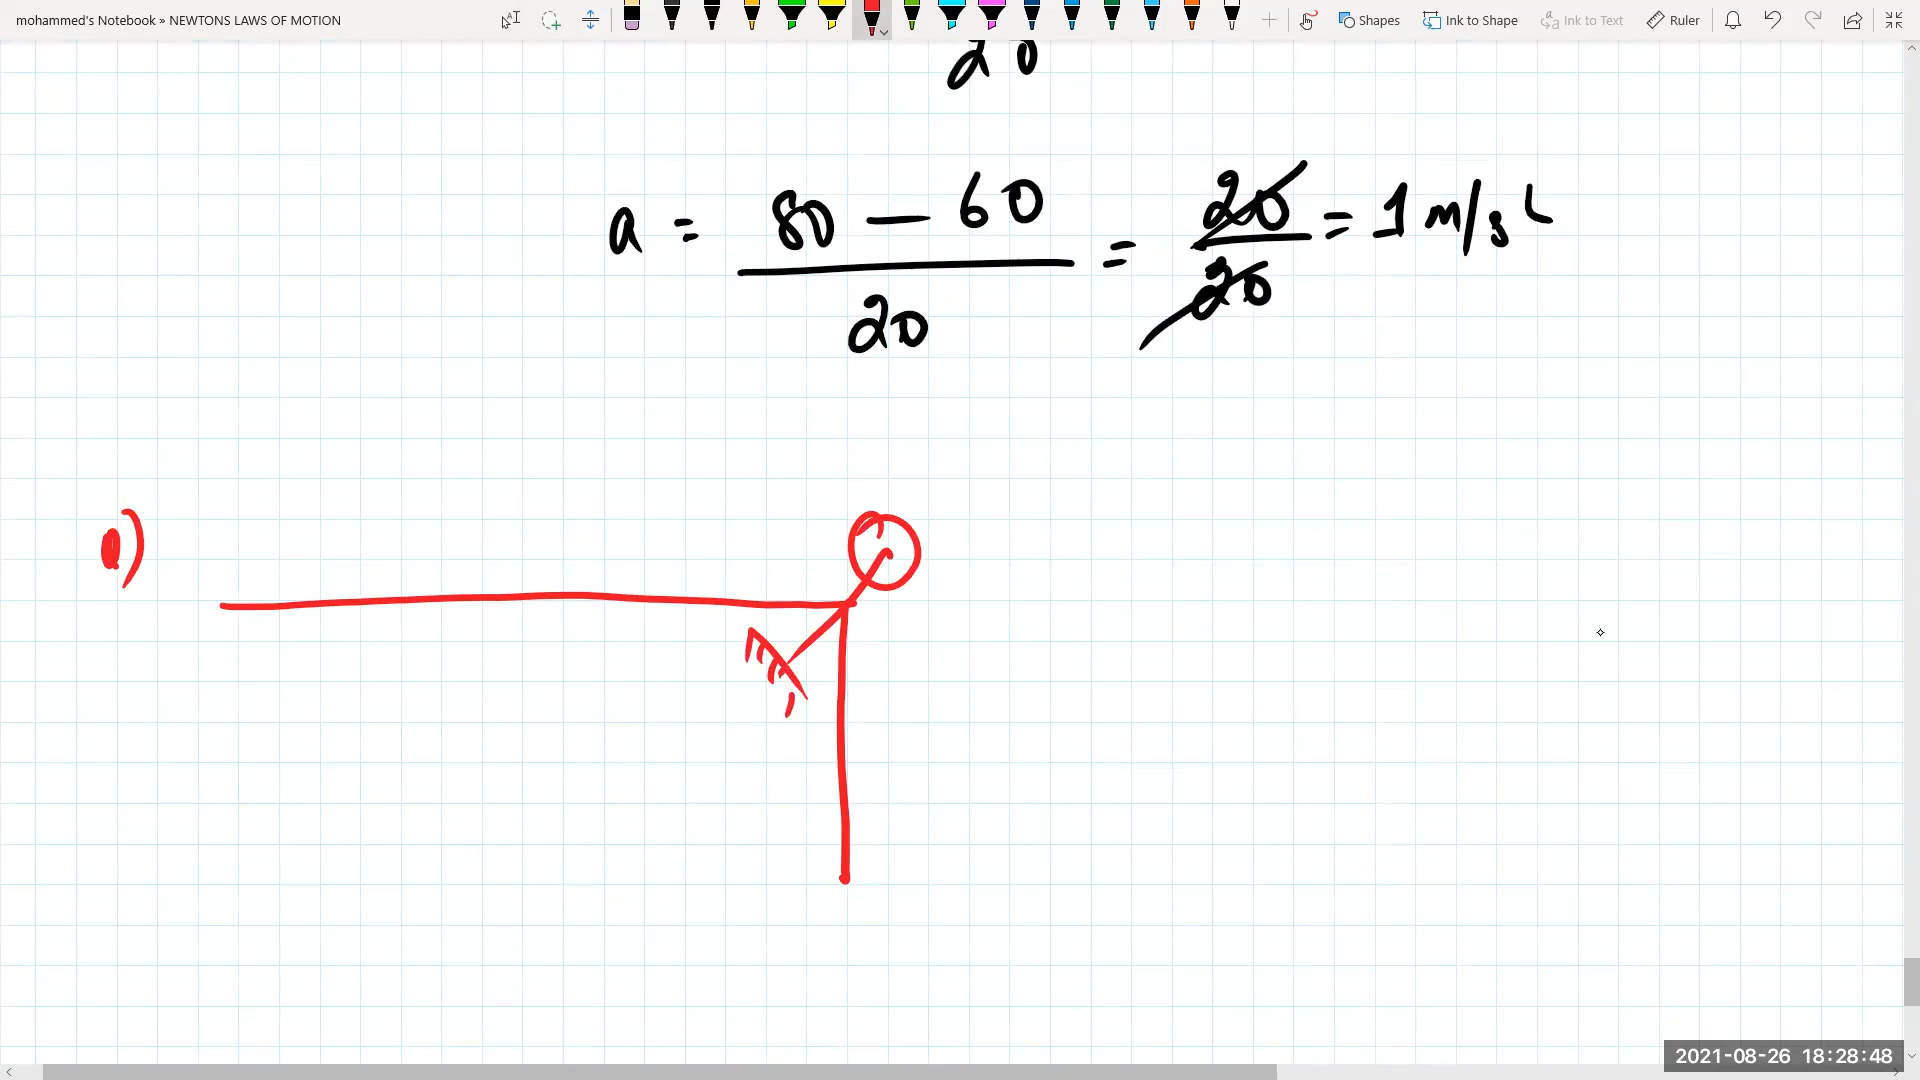 mohammed's Notebook » NEWTONS LAWS OF MOTION
Shapes
Ink to Shape
Ink to Text
Ruler
20
a = 80 - 60 / 20 = 20 / 20 = 1 m/s²
Q)
2021-08-26 18:28:48